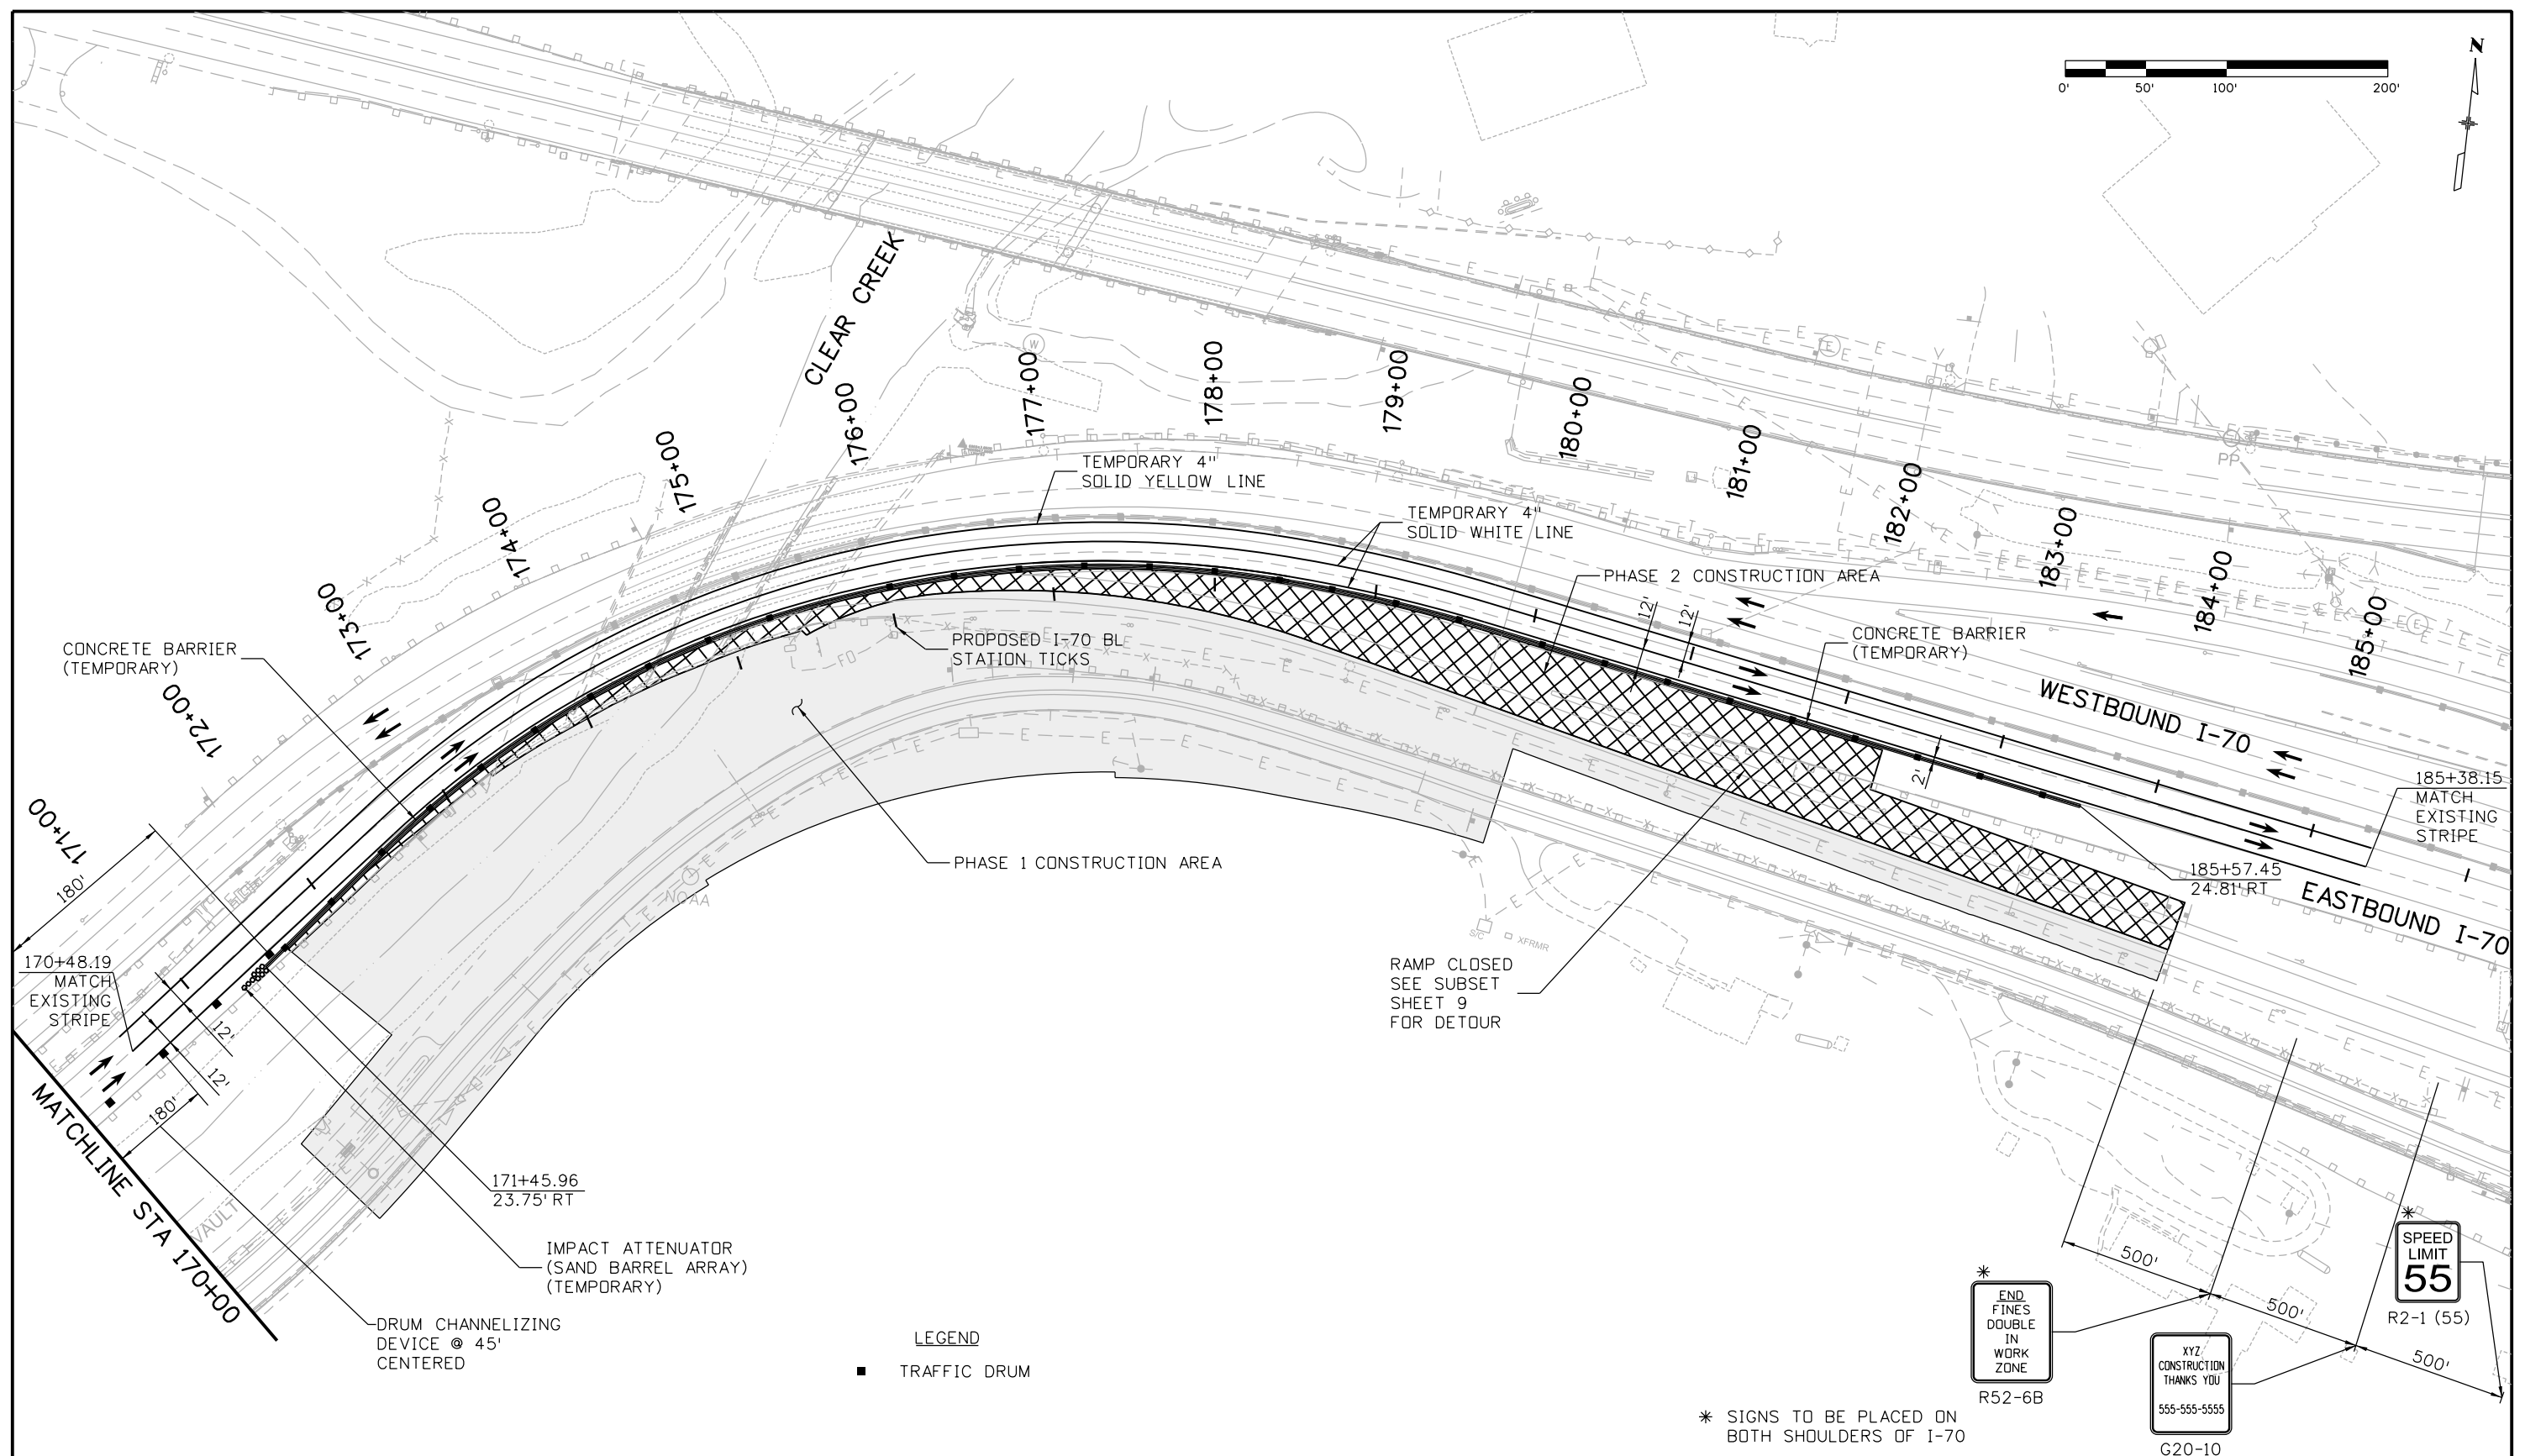 N
0' 50' 100' 200'
CLEAR CREEK
171+00
172+00
173+00
174+00
175+00
176+00
177+00
178+00
179+00
180+00
181+00
182+00
183+00
184+00
185+00
W
PP
TEMPORARY 4"
SOLID YELLOW LINE
TEMPORARY 4"
SOLID WHITE LINE
PHASE 2 CONSTRUCTION AREA
12'
12'
CONCRETE BARRIER
(TEMPORARY)
CONCRETE BARRIER
(TEMPORARY)
PROPOSED I-70 BL
STATION TICKS
FO
WESTBOUND I-70
EASTBOUND I-70
2'
185+38.15
MATCH
EXISTING
STRIPE
185+57.45
24.81' RT
PHASE 1 CONSTRUCTION AREA
NOAA
S/C
XFRMR
RAMP CLOSED
SEE SUBSET
SHEET 9
FOR DETOUR
180'
170+48.19
MATCH
EXISTING
STRIPE
12'
12'
180'
MATCHLINE STA 170+00
VAULT
171+45.96
23.75' RT
IMPACT ATTENUATOR
(SAND BARREL ARRAY)
(TEMPORARY)
DRUM CHANNELIZING
DEVICE @ 45'
CENTERED
LEGEND
■ TRAFFIC DRUM
500'
500'
500'
*
END
FINES
DOUBLE
IN
WORK
ZONE
R52-6B
XYZ
CONSTRUCTION
THANKS YOU
555-555-5555
G20-10
*
SPEED
LIMIT
55
R2-1 (55)
* SIGNS TO BE PLACED ON
BOTH SHOULDERS OF I-70